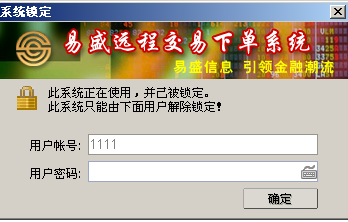 系统锁定
易盛远程交易下单系统
易盛信息 引领金融潮流
此系统正在使用，并己被锁定。
此系统只能由下面用户解除锁定!
用户帐号: 1111
用户密码:
确定